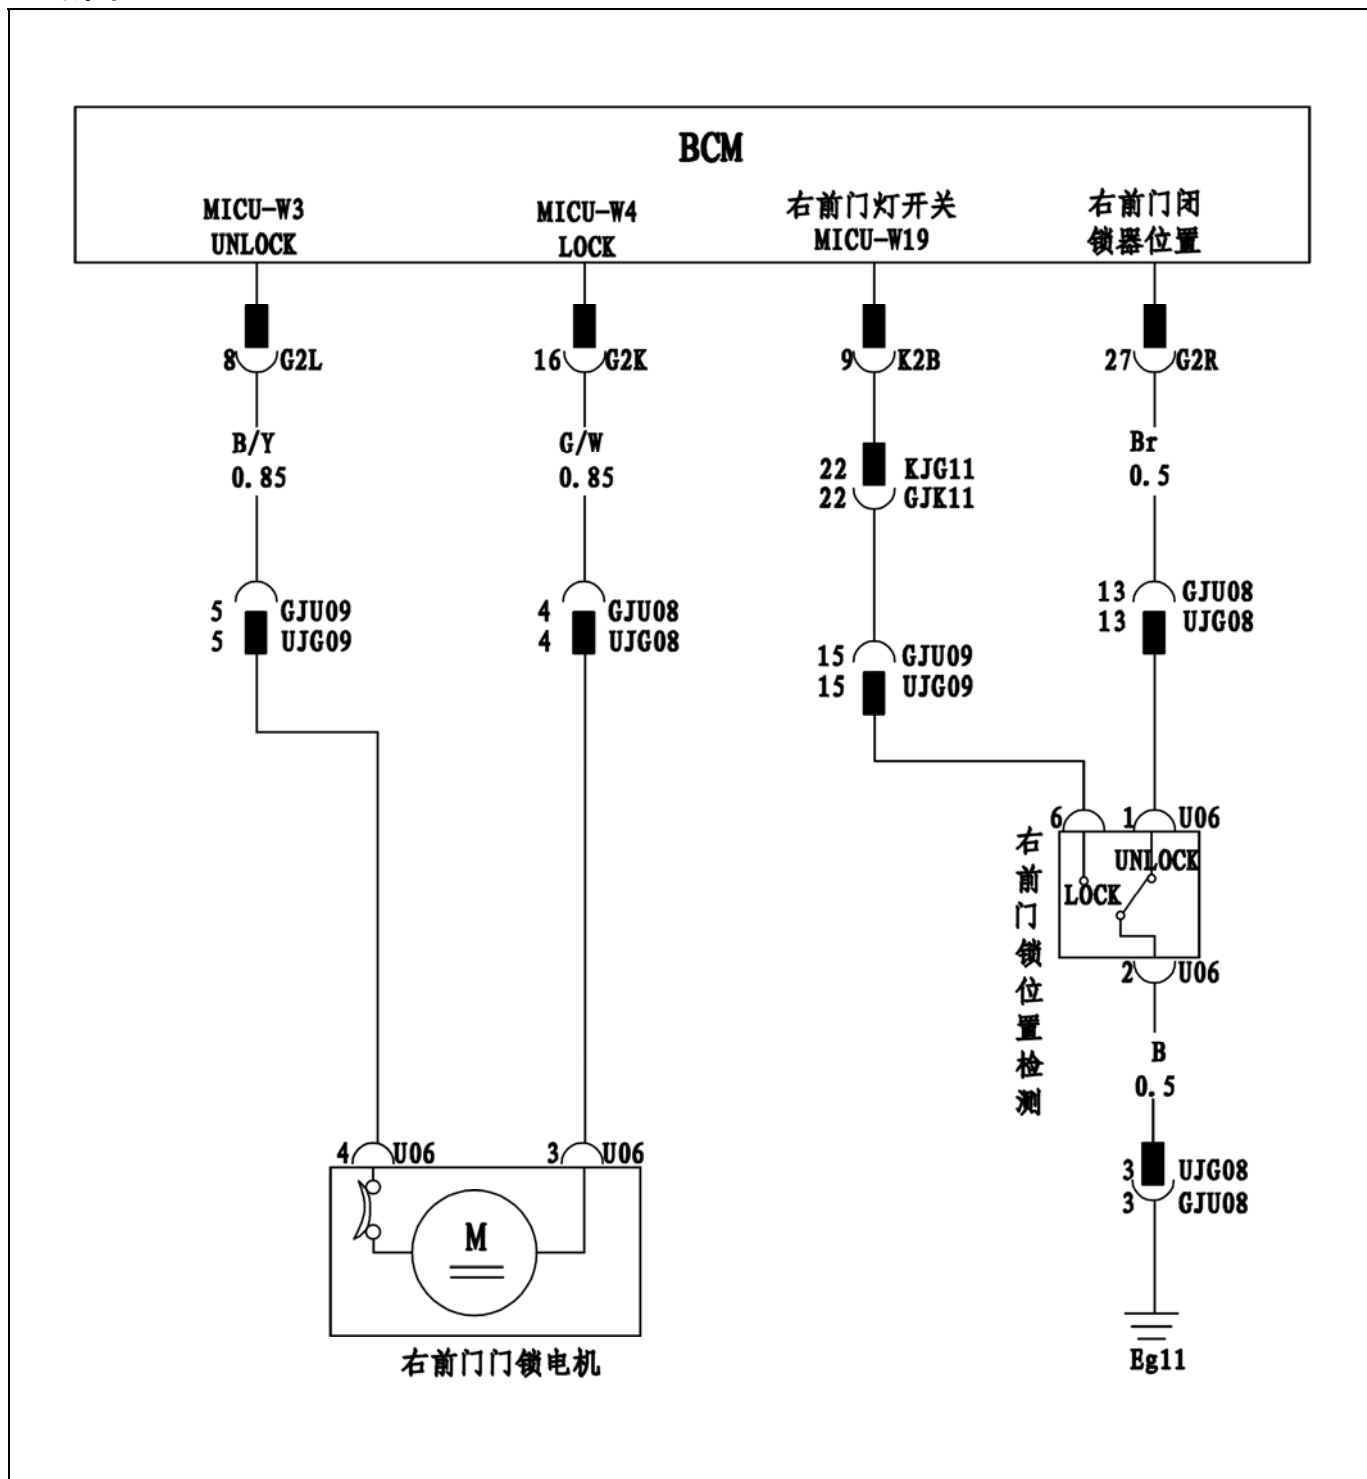 BCM
MICU-W3
UNLOCK
MICU-W4
LOCK
右前门灯开关
MICU-W19
右前门闭
锁器位置
8 G2L
16 G2K
9 K2B
27 G2R
B/Y
0.85
G/W
0.85
22 KJG11
22 GJK11
Br
0.5
5 GJU09
5 UJG09
4 GJU08
4 UJG08
15 GJU09
15 UJG09
13 GJU08
13 UJG08
6
1 U06
UNLOCK
LOCK
右前门锁位置检测
2 U06
B
0.5
4 U06
3 U06
M
3 UJG08
3 GJU08
Eg11
右前门门锁电机